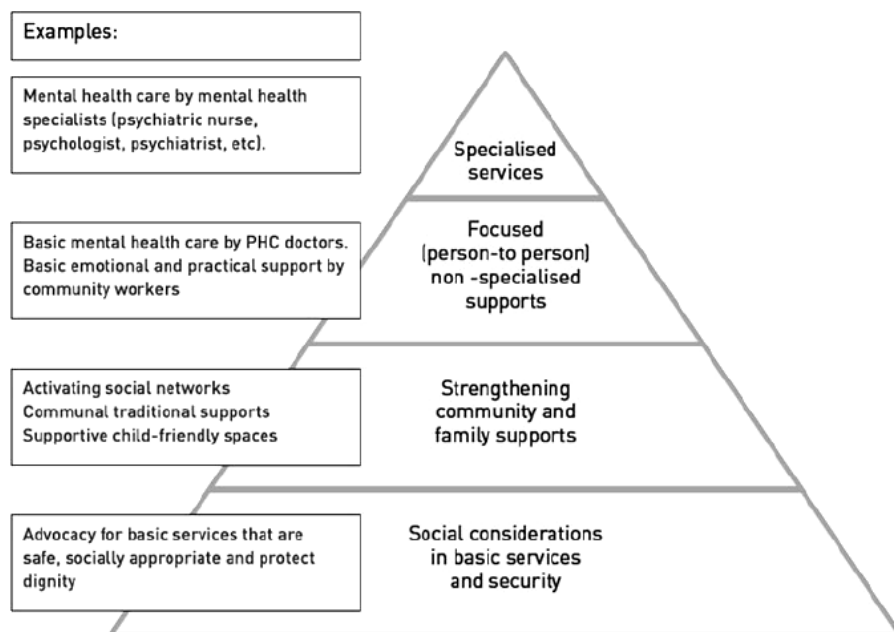 Examples:
Mental health care by mental health
specialists (psychiatric nurse,
psychologist, psychiatrist, etc).
Specialised
services
Basic mental health care by PHC doctors.
Basic emotional and practical support by
community workers
Focused
(person-to person)
non -specialised
supports
Activating social networks
Communal traditional supports
Supportive child-friendly spaces
Strengthening
community and
family supports
Advocacy for basic services that are
safe, socially appropriate and protect
dignity
Social considerations
in basic services
and security